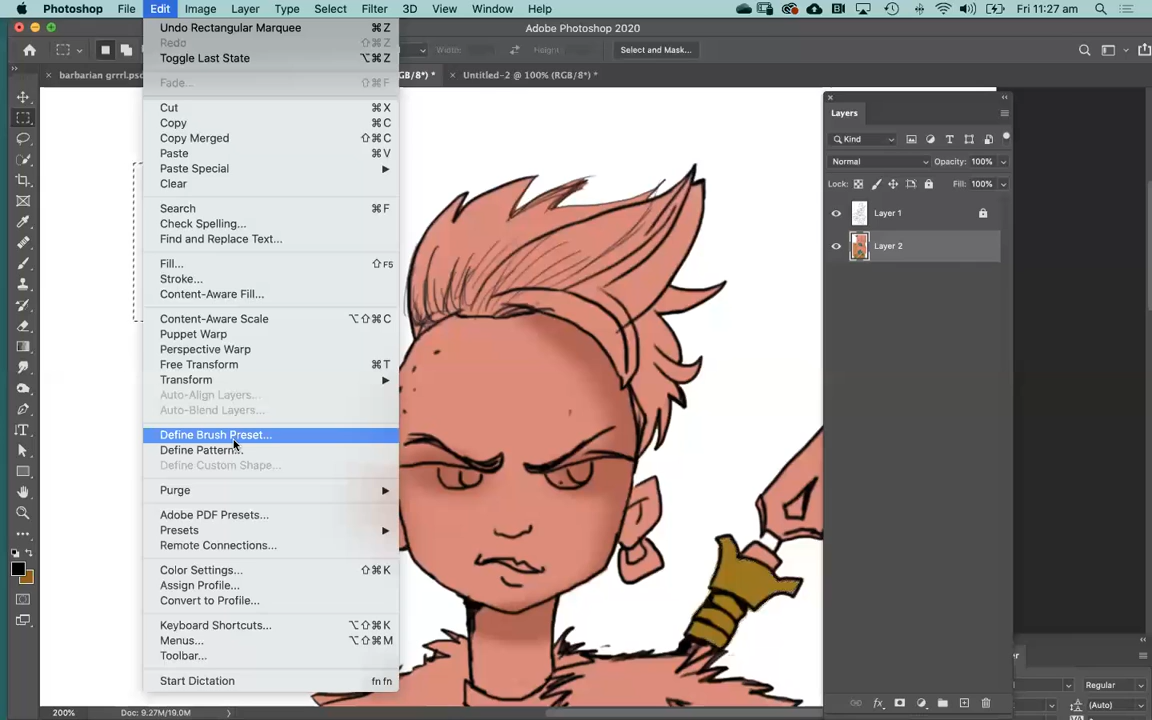 Photoshop File Edit Image Layer Type Select Filter 3D View Window Help Fri 11:27 am
Adobe Photoshop 2020
Width: Height: Select and Mask...
barbarian grrrl.psd GB/8*) * Untitled-2 @ 100% (RGB/8*) *
Undo Rectangular Marquee ⌘Z
Redo ⇧⌘Z
Toggle Last State ⌥⌘Z
Fade... ⇧⌘F
Cut ⌘X
Copy ⌘C
Copy Merged ⇧⌘C
Paste ⌘V
Paste Special
Clear
Search ⌘F
Check Spelling...
Find and Replace Text...
Fill... ⇧F5
Stroke...
Content-Aware Fill...
Content-Aware Scale ⌥⇧⌘C
Puppet Warp
Perspective Warp
Free Transform ⌘T
Transform
Auto-Align Layers...
Auto-Blend Layers...
Define Brush Preset...
Define Pattern...
Define Custom Shape...
Purge
Adobe PDF Presets...
Presets
Remote Connections...
Color Settings... ⇧⌘K
Assign Profile...
Convert to Profile...
Keyboard Shortcuts... ⌥⇧⌘K
Menus... ⌥⇧⌘M
Toolbar...
Start Dictation fn fn
Layers
Kind
Normal Opacity: 100%
Lock: Fill: 100%
Layer 1
Layer 2
Regular
(Auto)
200% Doc: 9.27M/19.0M